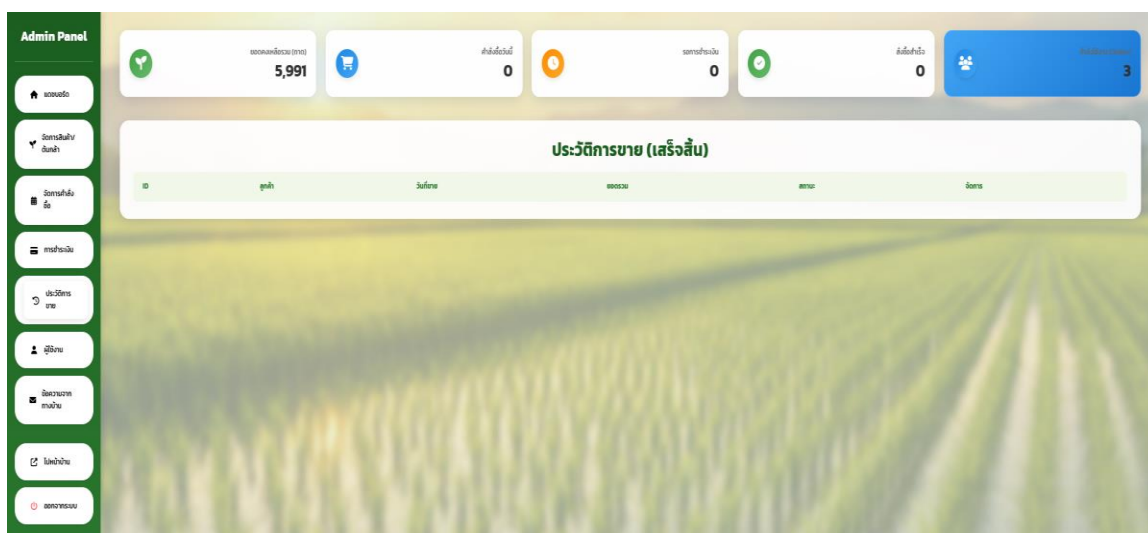 Admin Panel
แดชบอร์ด
จัดการสินค้า/
ต้นกล้า
จัดการคำสั่ง
ซื้อ
การชำระเงิน
ประวัติการ
ขาย
ผู้ใช้งาน
ข้อความจาก
ทางบ้าน
ไปหน้าบ้าน
ออกจากระบบ
ยอดคงเหลือรวม (ถาด)
5,991
คำสั่งซื้อวันนี้
0
รอการชำระเงิน
0
สั่งซื้อสำเร็จ
0
3
ประวัติการขาย (เสร็จสิ้น)
ID ลูกค้า วันที่ขาย ยอดรวม สถานะ จัดการ